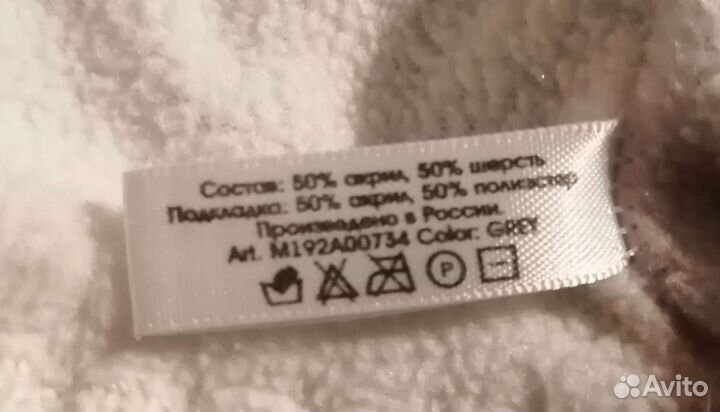 Состав: 50% акрил, 50% шерсть
Подкладка: 50% акрил, 50% полиэстер
Произведено в России.
Art. M192A00734 Color: GREY
P
Avito